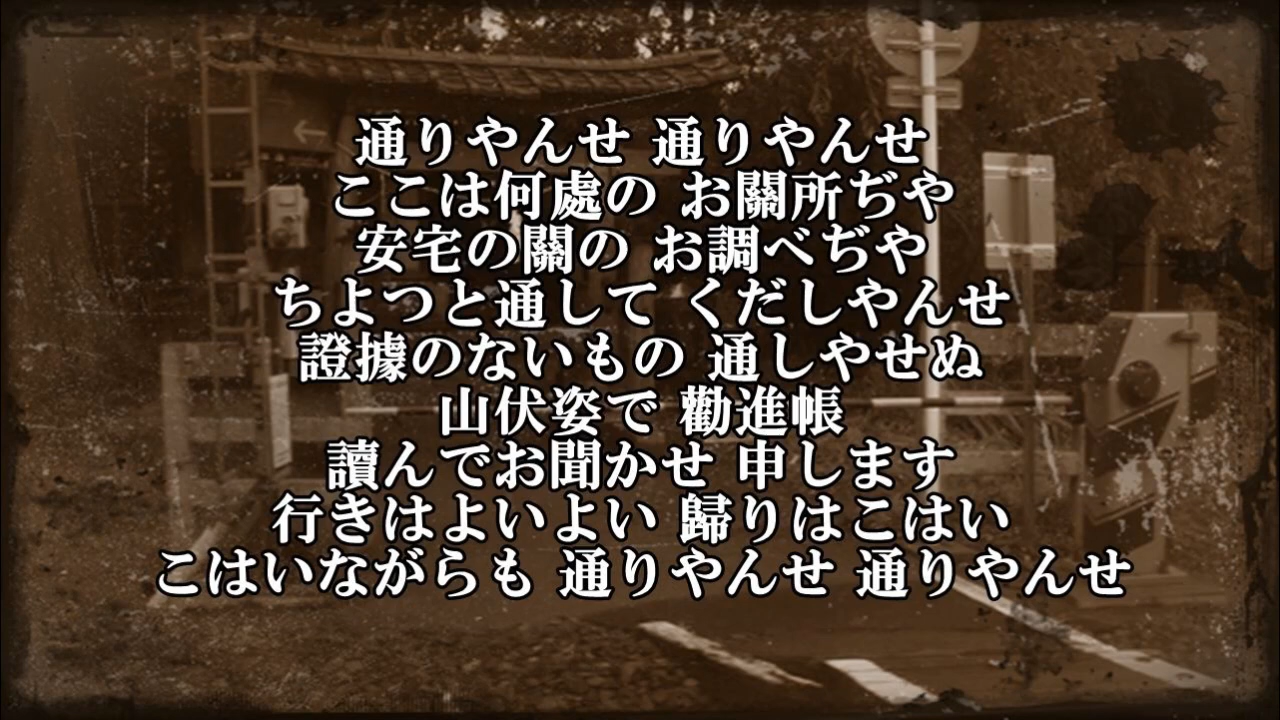 通りやんせ 通りやんせ
ここは何處の お關所ぢや
安宅の關の お調べぢや
ちよつと通して くだしやんせ
證據のないもの 通しやせぬ
山伏姿で 勸進帳
讀んでお聞かせ 申します
行きはよいよい 歸りはこはい
こはいながらも 通りやんせ 通りやんせ